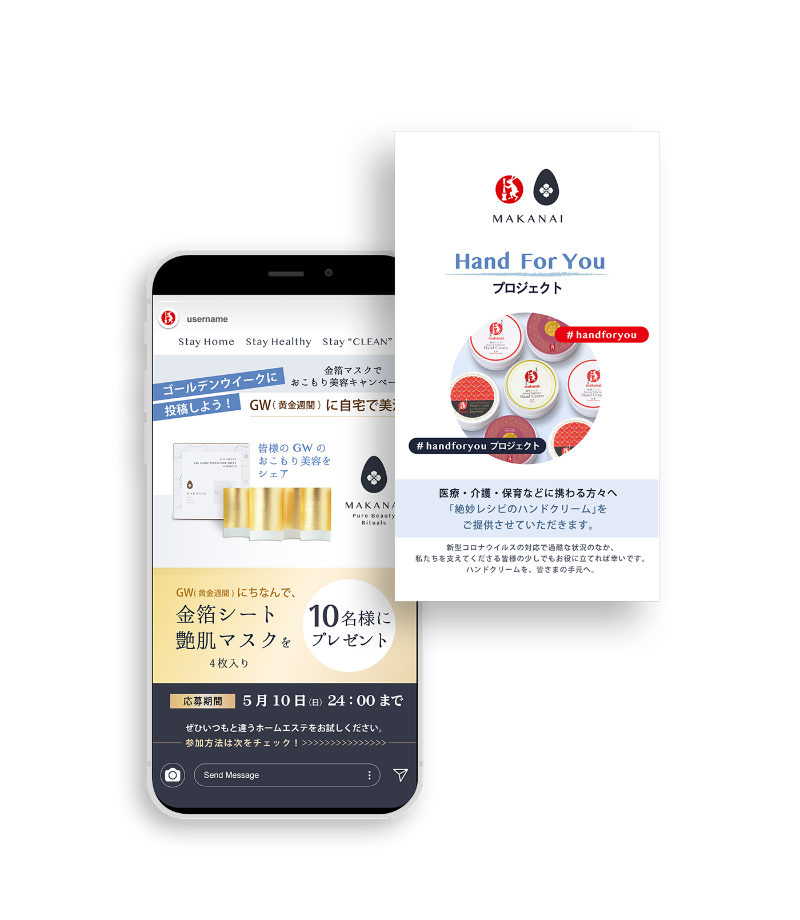 MAKANAI
Hand For You
プロジェクト
#handforyou
#handforyou プロジェクト
医療・介護・保育などに携わる方々へ
「絶妙レシピのハンドクリーム」を
ご提供させていただきます。
新型コロナウイルスの対応で過酷な状況のなか、
私たちを支えてくださる皆様の少しでもお役に立てれば幸いです。
ハンドクリームを、皆さまの手元へ。
username
Stay Home Stay Healthy Stay “CLEAN”
ゴールデンウイークに
投稿しよう！
金箔マスクで
おこもり美容キャンペー
GW(黄金週間)に自宅で美
皆様の GW の
おこもり美容を
シェア
MAKANAI
MAKANA
Pure Beauty
Rituals
GW(黄金週間)にちなんで、
金箔シート
艶肌マスクを
4枚入り
10名様に
プレゼント
応募期間 5月10日(日) 24:00まで
ぜひいつもと違うホームエステをお試しください。
参加方法は次をチェック！>>>>>>>>>>>>>>>
Send Message